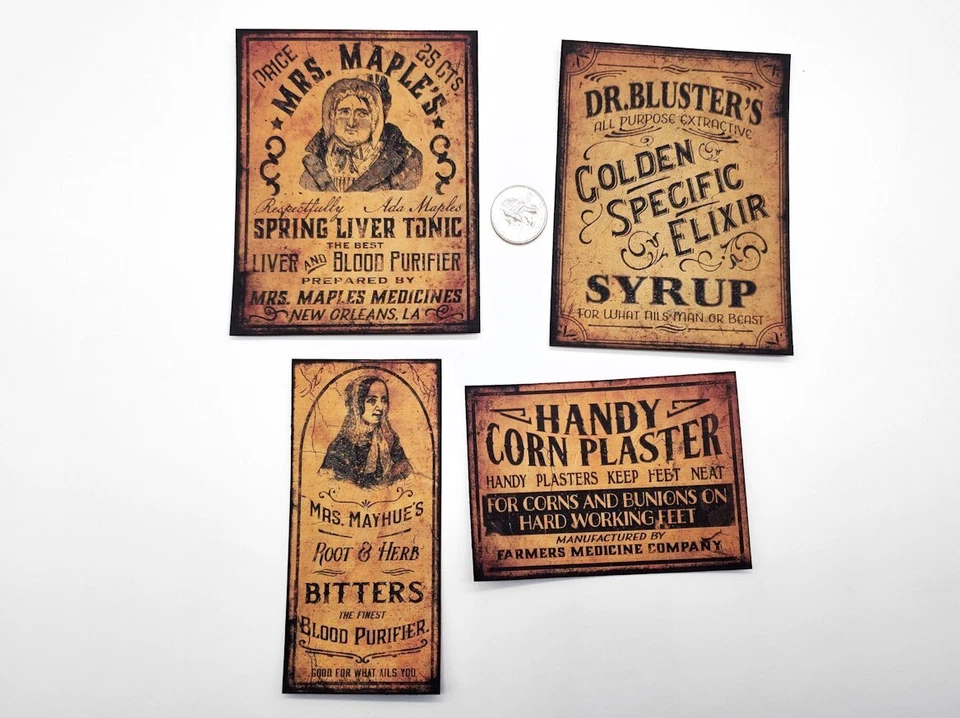 PRICE 25 CTS.
MRS. MAPLE'S
Respectfully Ada Maples
SPRING LIVER TONIC
THE BEST
LIVER AND BLOOD PURIFIER
PREPARED BY
MRS. MAPLES MEDICINES
NEW ORLEANS, LA
DR. BLUSTER'S
ALL PURPOSE EXTRACTIVE
GOLDEN
SPECIFIC
ELIXIR
SYRUP
FOR WHAT AILS MAN OR BEAST
MRS. MAYHUE'S
ROOT & HERB
BITTERS
THE FINEST
BLOOD PURIFIER.
GOOD FOR WHAT AILS YOU
HANDY
CORN PLASTER
HANDY PLASTERS KEEP FEET NEAT
FOR CORNS AND BUNIONS ON
HARD WORKING FEET
MANUFACTURED BY
FARMERS MEDICINE COMPANY